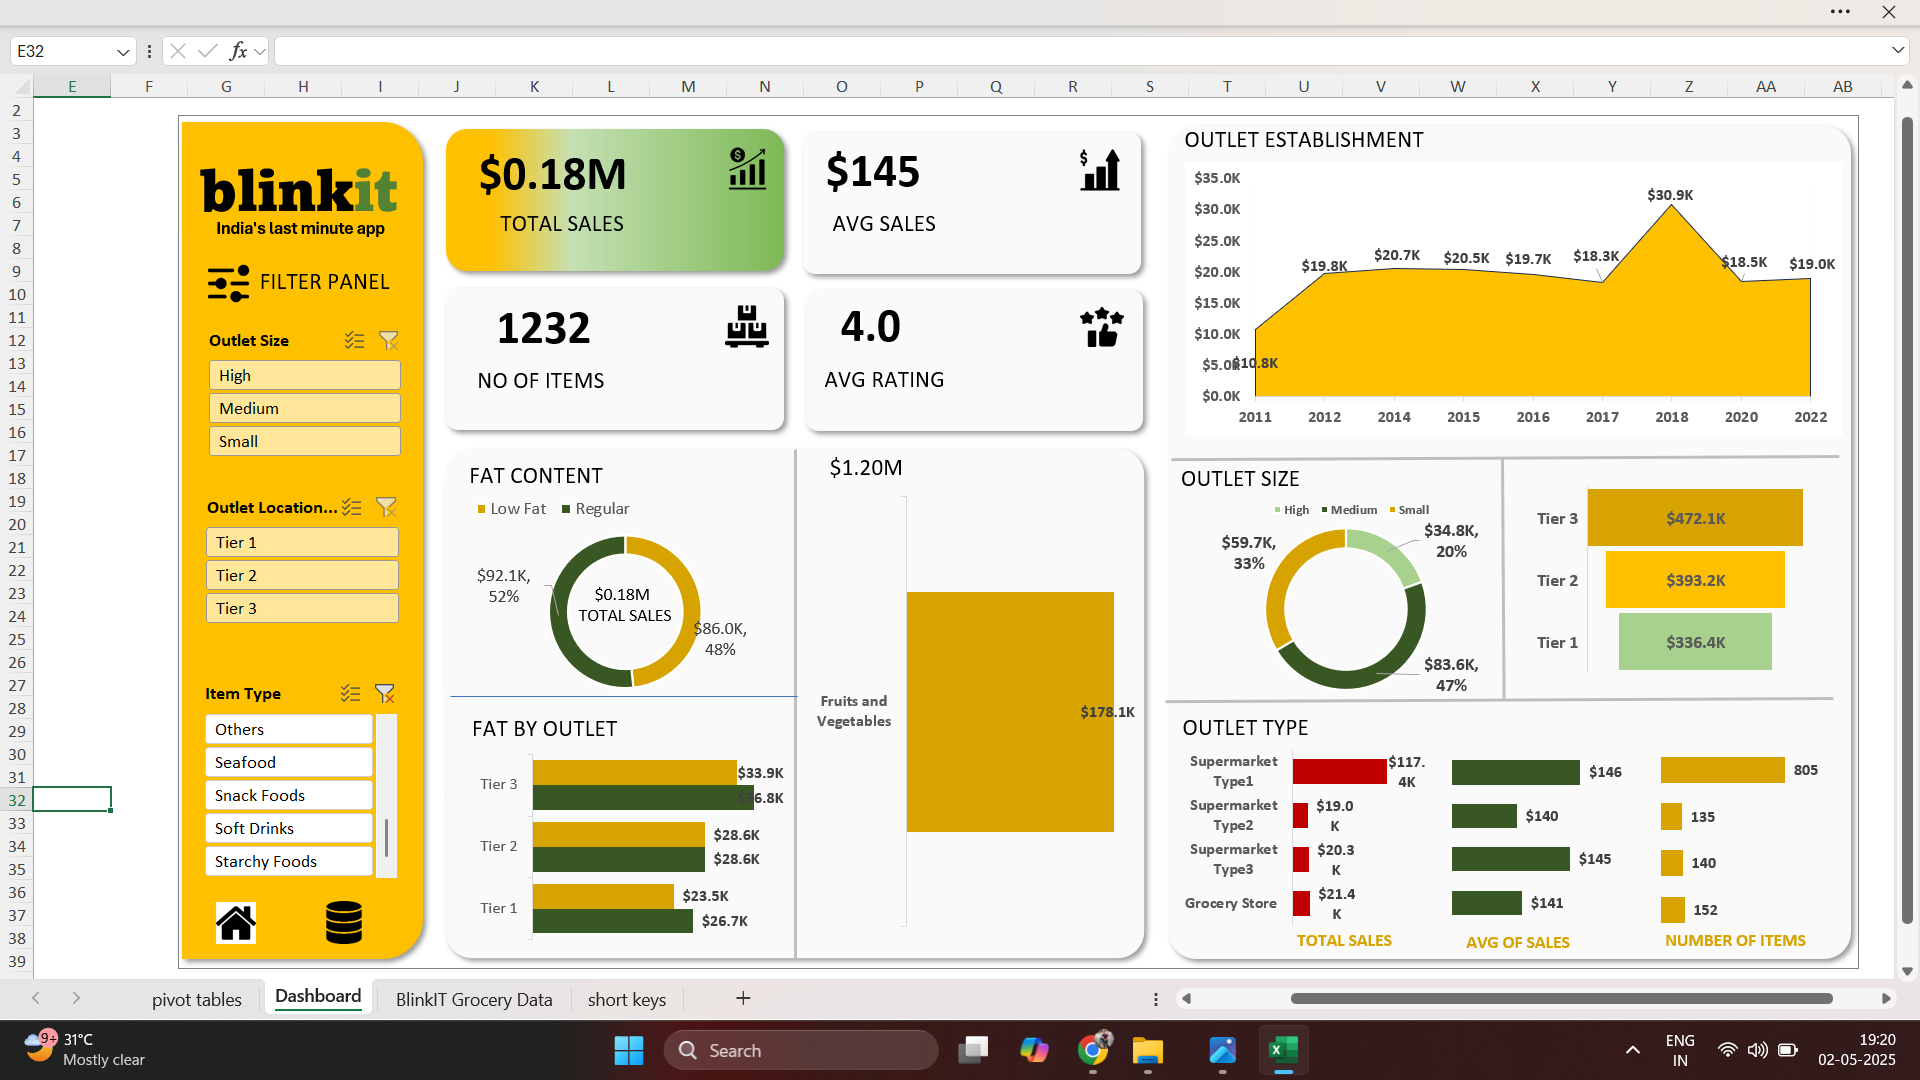 E32
fx
E F G H I J K L M N O P Q R S T U V W X Y Z AA AB
2
3
4
5
6
7
8
9
10
11
12
13
14
15
16
17
18
19
20
21
22
23
24
25
26
27
28
29
30
31
32
33
34
35
36
37
38
39
blinkit
India's last minute app
FILTER PANEL
Outlet Size
High
Medium
Small
Outlet Location...
Tier 1
Tier 2
Tier 3
Item Type
Others
Seafood
Snack Foods
Soft Drinks
Starchy Foods
$0.18M
TOTAL SALES
$145
AVG SALES
1232
NO OF ITEMS
4.0
AVG RATING
FAT CONTENT
Low Fat Regular
$92.1K,
52%
$0.18M
TOTAL SALES
$86.0K,
48%
FAT BY OUTLET
Tier 3
$33.9K
Tier 2
$28.6K
$28.6K
Tier 1
$23.5K
$26.7K
$1.20M
Fruits and
Vegetables
$178.1K
OUTLET ESTABLISHMENT
$35.0K
$30.0K
$25.0K
$20.0K
$15.0K
$10.0K
$5.0K
$0.0K
$10.8K
$19.8K
$20.7K
$20.5K
$19.7K
$18.3K
$30.9K
$18.5K
$19.0K
2011 2012 2014 2015 2016 2017 2018 2020 2022
OUTLET SIZE
High Medium Small
$34.8K,
20%
$59.7K,
33%
$83.6K,
47%
Tier 3 $472.1K
Tier 2 $393.2K
Tier 1 $336.4K
OUTLET TYPE
Supermarket
Type1
$117.
4K
$146
805
Supermarket
Type2
$19.0
K
$140
135
Supermarket
Type3
$20.3
K
$145
140
Grocery Store
$21.4
K
$141
152
TOTAL SALES
AVG OF SALES
NUMBER OF ITEMS
pivot tables
Dashboard
BlinkIT Grocery Data
short keys
9+
31°C
Mostly clear
Search
ENG
IN
19:20
02-05-2025